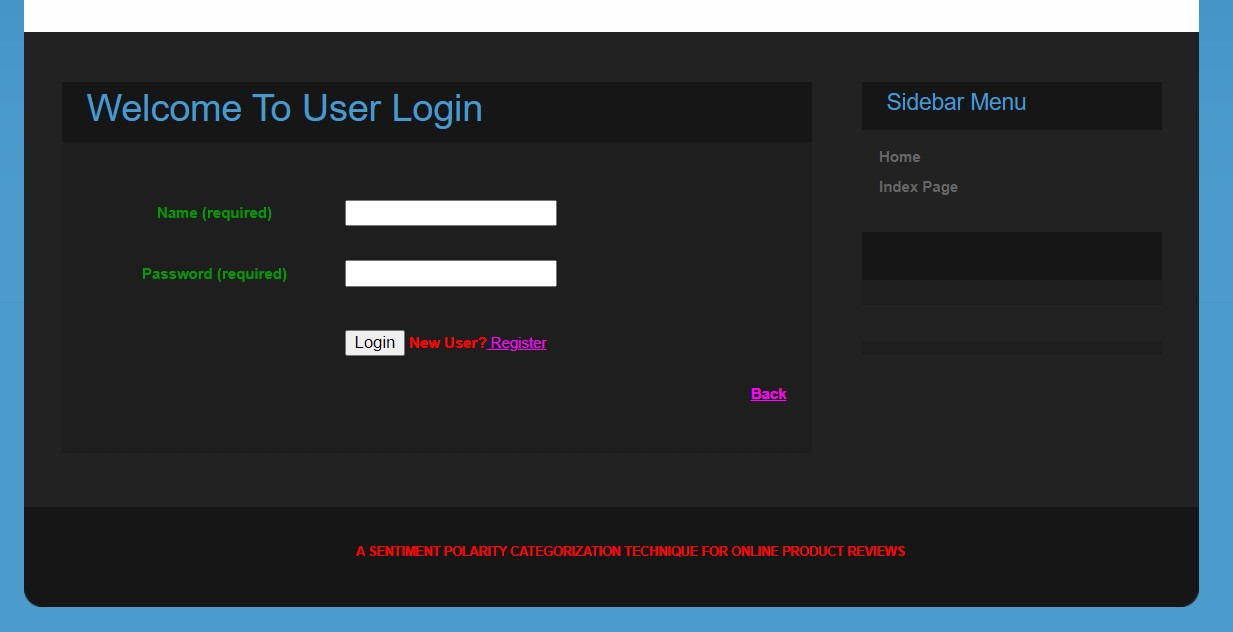 Welcome To User Login
Name (required)
Password (required)
Login New User? Register
Back
Sidebar Menu
Home
Index Page
A SENTIMENT POLARITY CATEGORIZATION TECHNIQUE FOR ONLINE PRODUCT REVIEWS